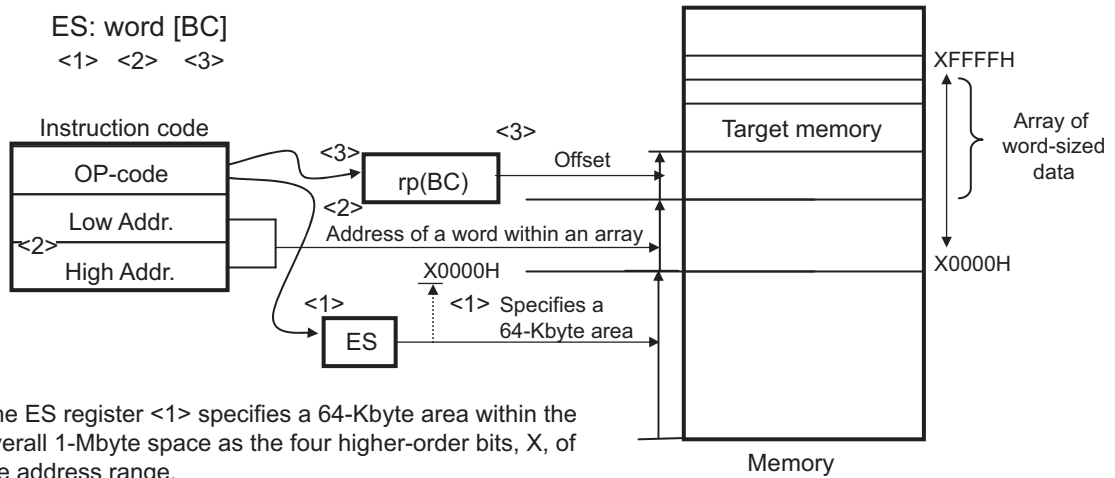 ES: word [BC]
<1> <2> <3>
Instruction code
OP-code
Low Addr.
<2>
High Addr.
<3>
rp(BC)
<3>
Offset
<2>
Address of a word within an array
X0000H
<1>
ES
<1> Specifies a
64-Kbyte area
Target memory
XFFFFH
Array of
word-sized
data
X0000H
Memory
ES register <1> specifies a 64-Kbyte area within the
1-Mbyte space as the four higher-order bits, X, of
address range.